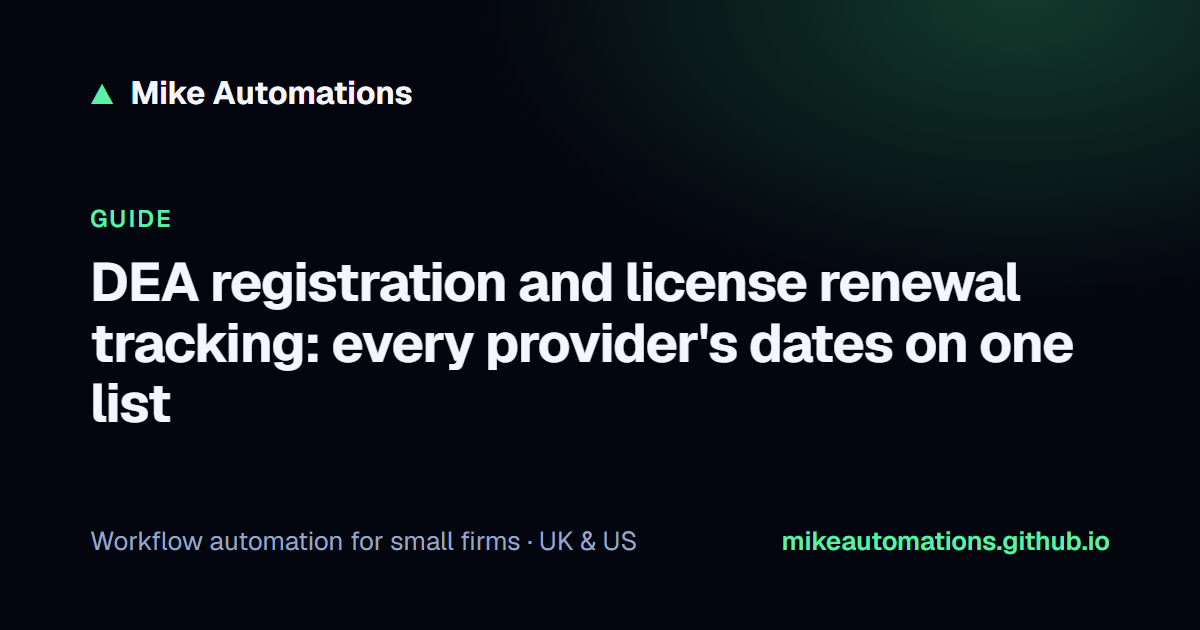 Mike Automations
GUIDE
DEA registration and license renewal
tracking: every provider's dates on one
list
Workflow automation for small firms · UK & US
mikeautomations.github.io